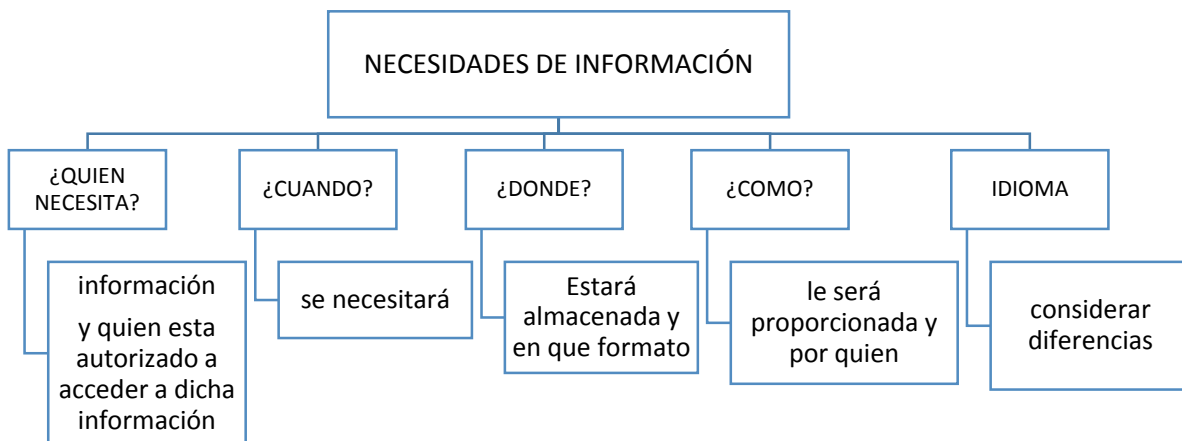 NECESIDADES DE INFORMACIÓN
¿QUIEN
NECESITA?
información
y quien esta
autorizado a
acceder a dicha
información
¿CUANDO?
se necesitará
¿DONDE?
Estará
almacenada y
en que formato
¿COMO?
le será
proporcionada y
por quien
IDIOMA
considerar
diferencias